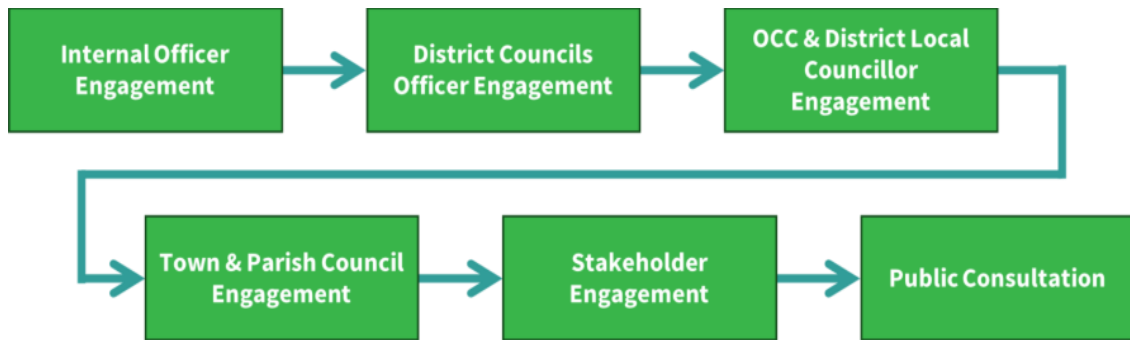 Internal Officer
Engagement
District Councils
Officer Engagement
OCC & District Local
Councillor
Engagement
Town & Parish Council
Engagement
Stakeholder
Engagement
Public Consultation